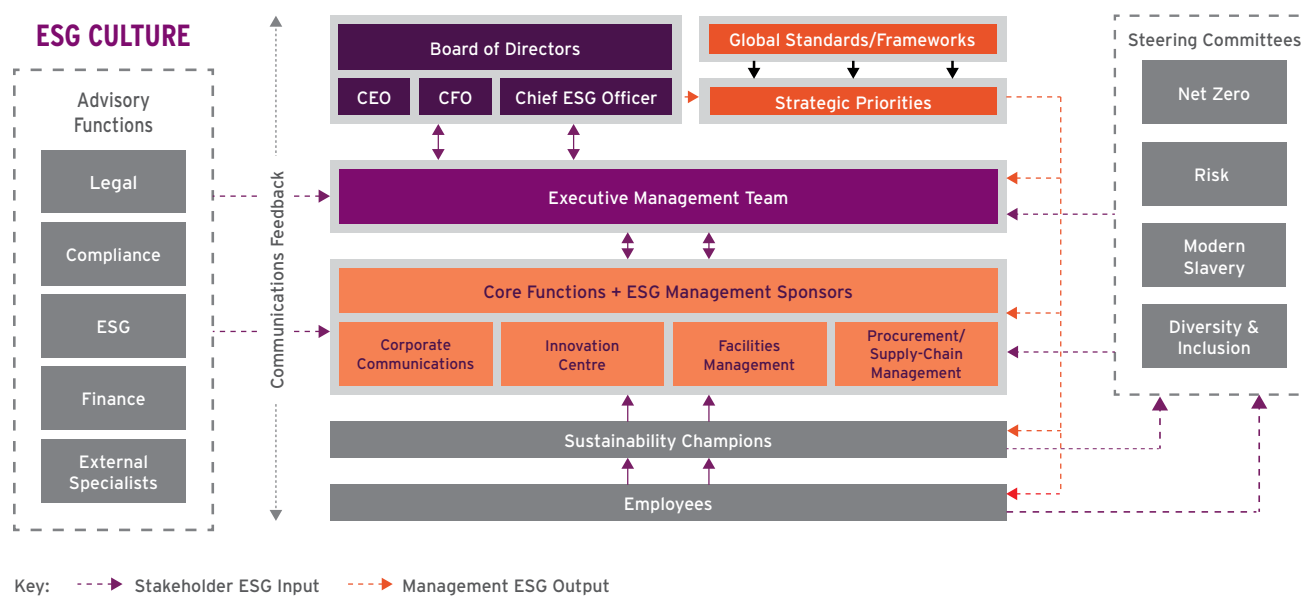 ESG CULTURE
Advisory
Functions
Legal
Compliance
ESG
Finance
External
Specialists
Communications Feedback
Board of Directors
CEO
CFO
Chief ESG Officer
Global Standards/Frameworks
Strategic Priorities
Executive Management Team
Core Functions + ESG Management Sponsors
Corporate
Communications
Innovation
Centre
Facilities
Management
Procurement/
Supply-Chain
Management
Sustainability Champions
Employees
Steering Committees
Net Zero
Risk
Modern
Slavery
Diversity &
Inclusion
Key:
Stakeholder ESG Input
Management ESG Output